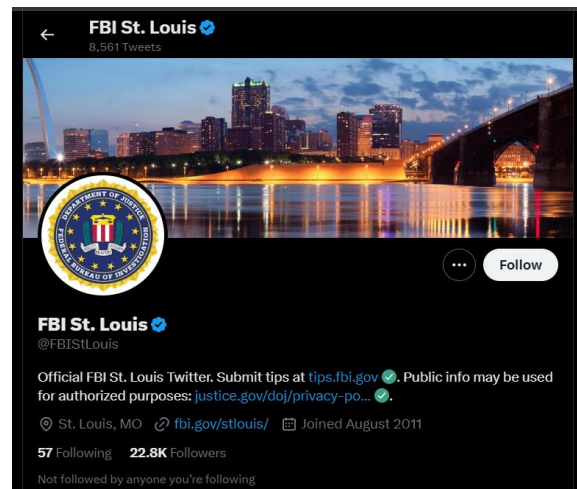 FBI St. Louis
8,561 Tweets
DEPARTMENT OF JUSTICE
FEDERAL BUREAU OF INVESTIGATION
Follow
FBI St. Louis
@FBIStLouis
Official FBI St. Louis Twitter. Submit tips at tips.fbi.gov. Public info may be used
for authorized purposes: justice.gov/doj/privacy-po... .
St. Louis, MO fbi.gov/stlouis/ Joined August 2011
57 Following 22.8K Followers
Not followed by anyone you're following